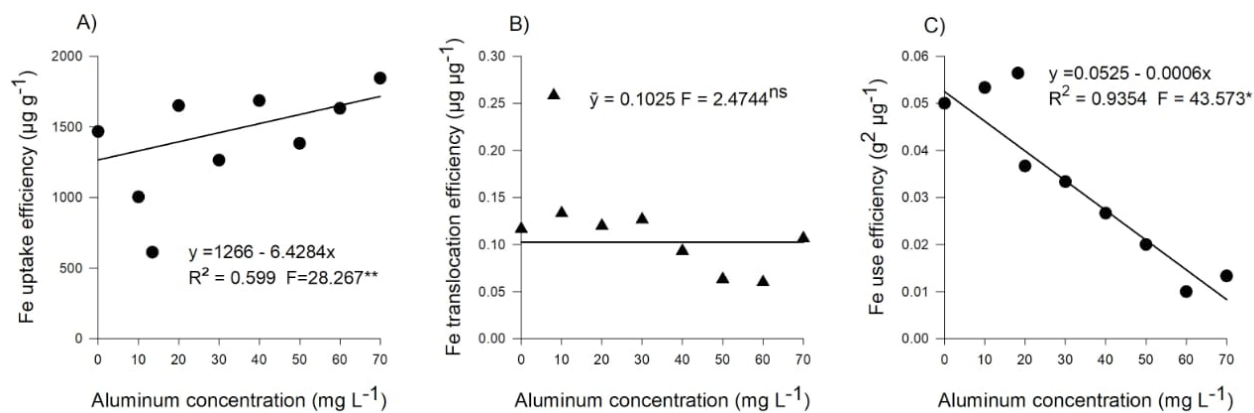 A)
Fe uptake efficiency (µg g⁻¹)
2000
1500
1000
500
0
y =1266 - 6.4284x
R² = 0.599 F=28.267**
0 10 20 30 40 50 60 70
Aluminum concentration (mg L⁻¹)
B)
Fe translocation efficiency (µg µg⁻¹)
0.30
0.25
0.20
0.15
0.10
0.05
0.00
ȳ = 0.1025 F = 2.4744ⁿˢ
0 10 20 30 40 50 60 70
Aluminum concentration (mg L⁻¹)
C)
Fe use efficiency (g² µg⁻¹)
0.06
0.05
0.04
0.03
0.02
0.01
0.00
y =0.0525 - 0.0006x
R² = 0.9354 F = 43.573*
0 10 20 30 40 50 60 70
Aluminum concentration (mg L⁻¹)